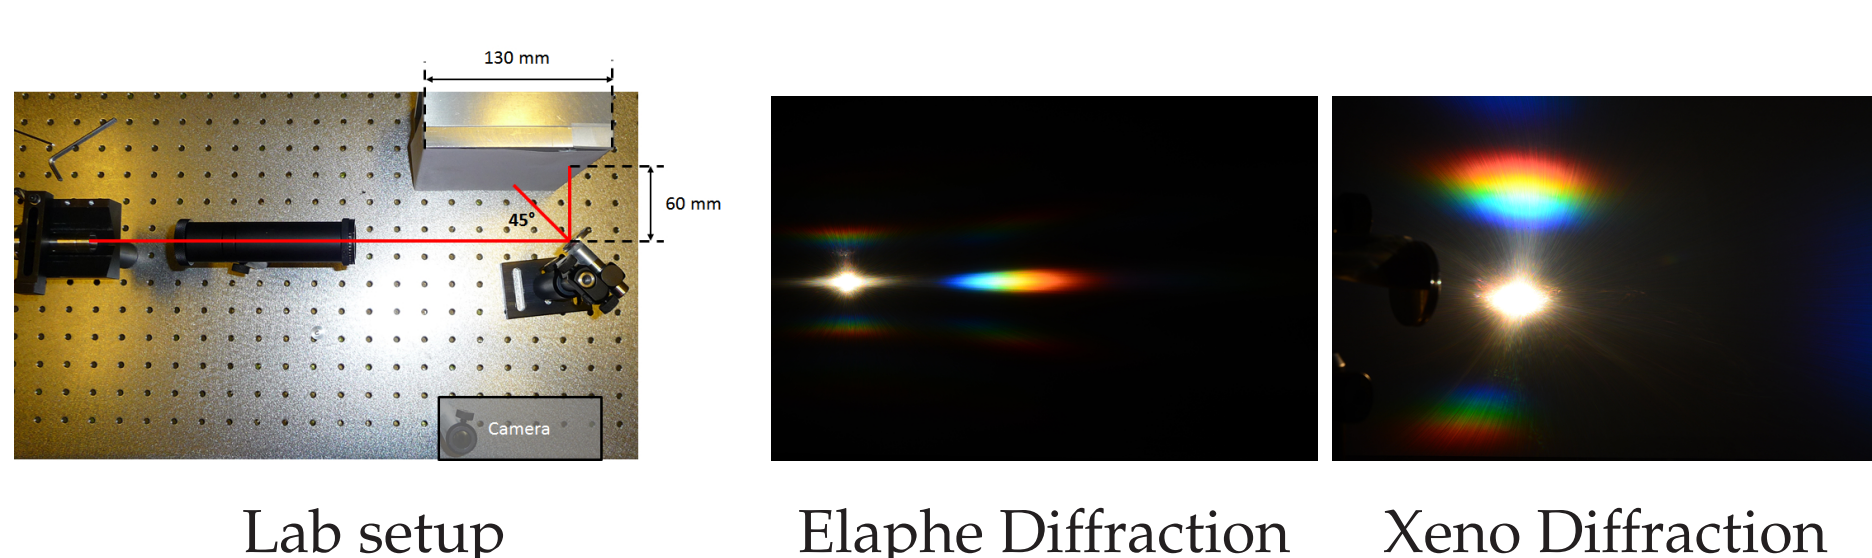 130 mm
45°
60 mm
Camera
Lab setup
Elaphe Diffraction
Xeno Diffraction